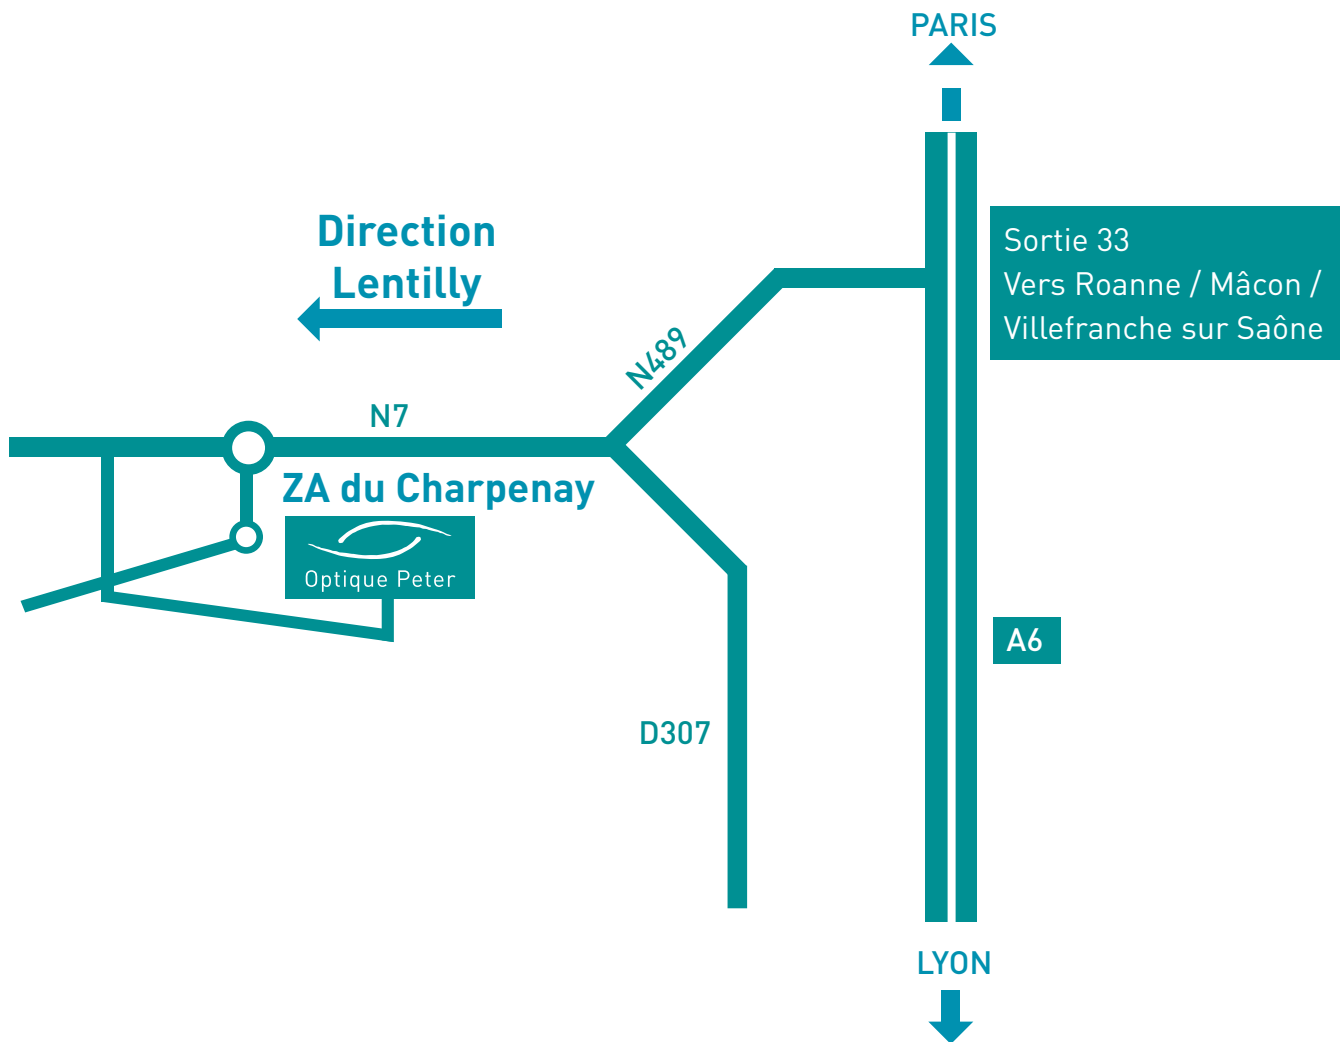 PARIS
Sortie 33
Vers Roanne / Mâcon /
Villefranche sur Saône
Direction
Lentilly
N489
N7
ZA du Charpenay
Optique Peter
A6
D307
LYON